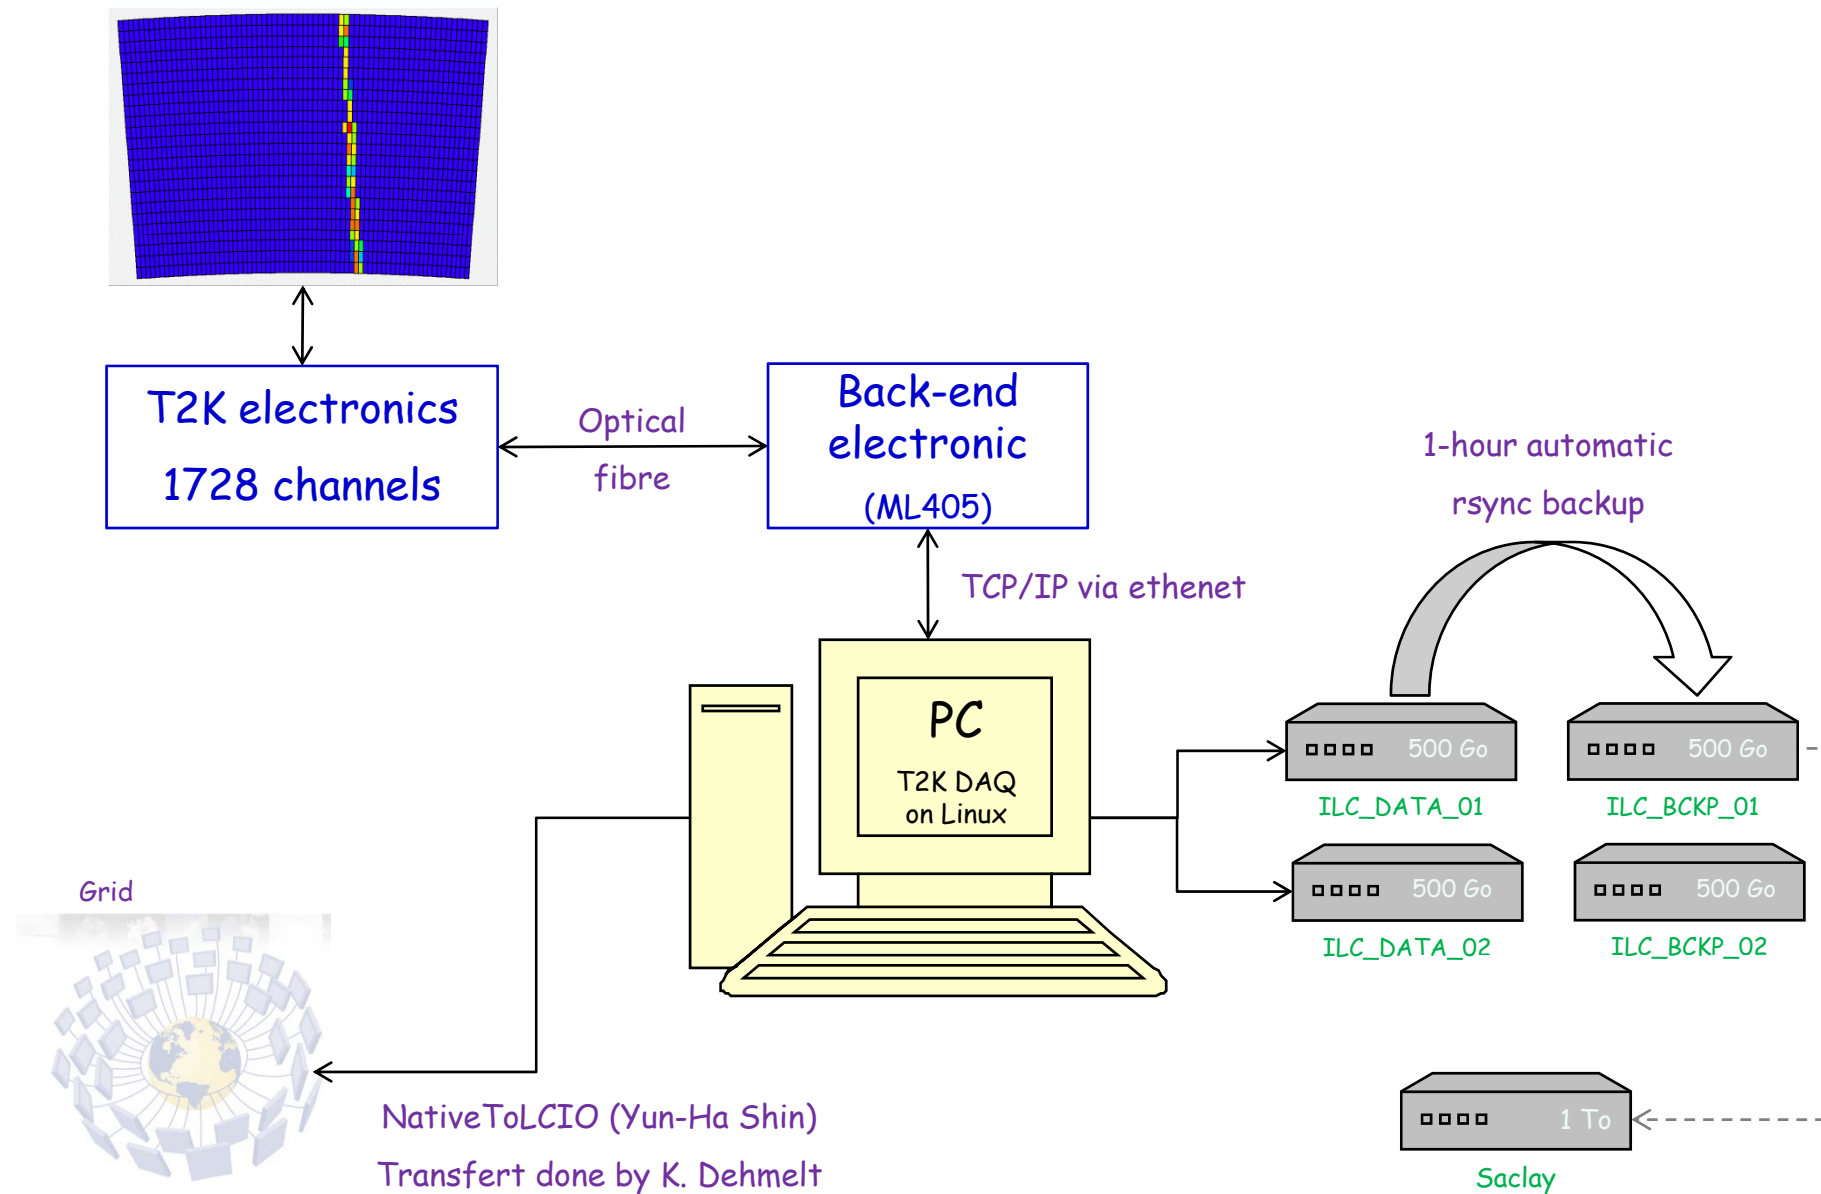 T2K electronics
1728 channels
Optical
fibre
Back-end
electronic
(ML405)
TCP/IP via ethenet
1-hour automatic
rsync backup
PC
T2K DAQ
on Linux
500 Go
ILC_DATA_01
500 Go
ILC_BCKP_01
500 Go
ILC_DATA_02
500 Go
ILC_BCKP_02
Grid
NativeToLCIO (Yun-Ha Shin)
Transfert done by K. Dehmelt
1 To
Saclay